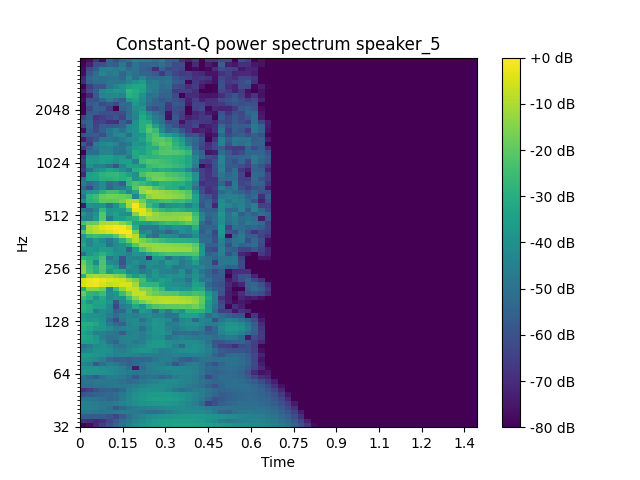 Constant-Q power spectrum speaker_5
Hz
2048
1024
512
256
128
64
32
0 0.15 0.3 0.45 0.6 0.75 0.9 1.1 1.2 1.4
Time
+0 dB
-10 dB
-20 dB
-30 dB
-40 dB
-50 dB
-60 dB
-70 dB
-80 dB